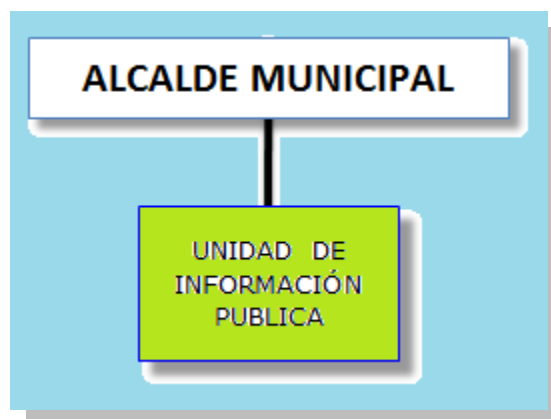 ALCALDE MUNICIPAL
UNIDAD DE
INFORMACIÓN
PUBLICA